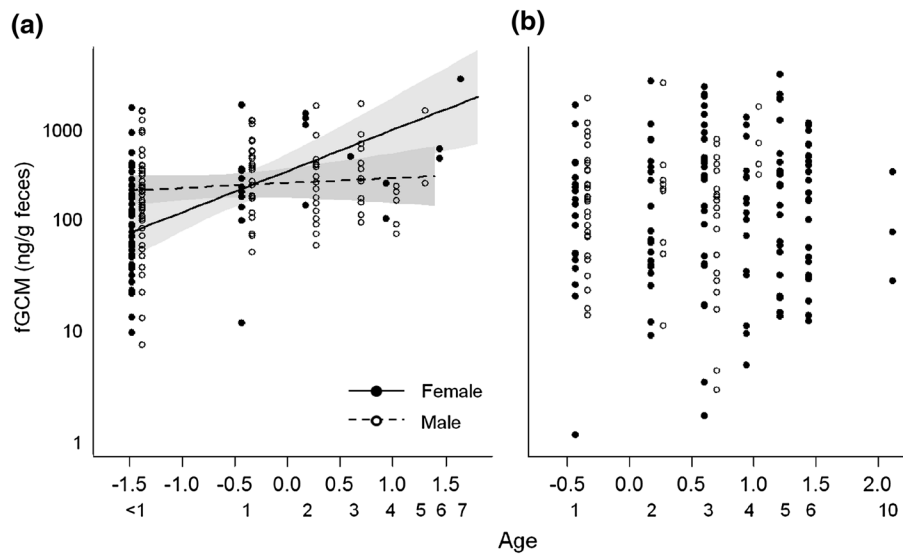 (a)
(b)
fGCM (ng/g feces)
1000
100
10
1
Female
Male
-1.5 -1.0 -0.5 0.0 0.5 1.0 1.5
<1 1 2 3 4 5 6 7
-0.5 0.0 0.5 1.0 1.5 2.0
1 2 3 4 5 6 10
Age